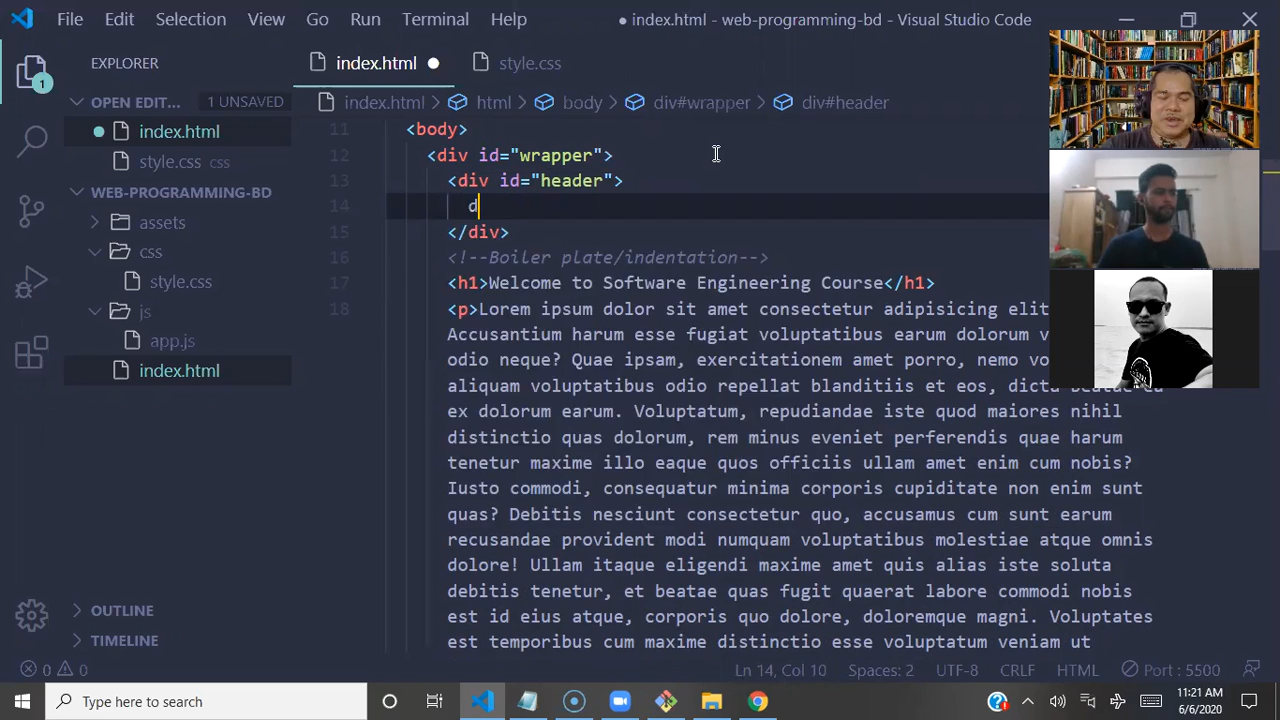 File Edit Selection View Go Run Terminal Help
● index.html - web-programming-bd - Visual Studio Code
EXPLORER
index.html
style.css
OPEN EDIT... 1 UNSAVED
index.html > html > body > div#wrapper > div#header
index.html
style.css css
WEB-PROGRAMMING-BD
assets
css
style.css
js
app.js
index.html
OUTLINE
TIMELINE
11 <body>
12 <div id="wrapper">
13 <div id="header">
14 d
15 </div>
16 <!--Boiler plate/indentation-->
17 <h1>Welcome to Software Engineering Course</h1>
18 <p>Lorem ipsum dolor sit amet consectetur adipisicing elit
Accusantium harum esse fugiat voluptatibus earum dolorum
odio neque? Quae ipsam, exercitationem amet porro, nemo
aliquam voluptatibus odio repellat blanditiis et eos, dicta
ex dolorum earum. Voluptatum, repudiandae iste quod maiores nihil
distinctio quas dolorum, rem minus eveniet perferendis quae harum
tenetur maxime illo eaque quos officiis ullam amet enim cum nobis?
Iusto commodi, consequatur minima corporis cupiditate non enim sunt
quas? Debitis nesciunt consectetur quo, accusamus cum sunt earum
recusandae provident modi numquam voluptatibus molestiae atque omnis
dolore! Ullam itaque eligendi maxime amet quis alias iste soluta
debitis tenetur, et beatae quas fugit quaerat labore commodi nobis
est id eius atque, corporis quo dolore, doloremque magni. Voluptates
est temporibus cum maxime distinctio esse voluptatum veniam ut
0 0
Ln 14, Col 10 Spaces: 2 UTF-8 CRLF HTML Port : 5500
Type here to search
11:21 AM
6/6/2020